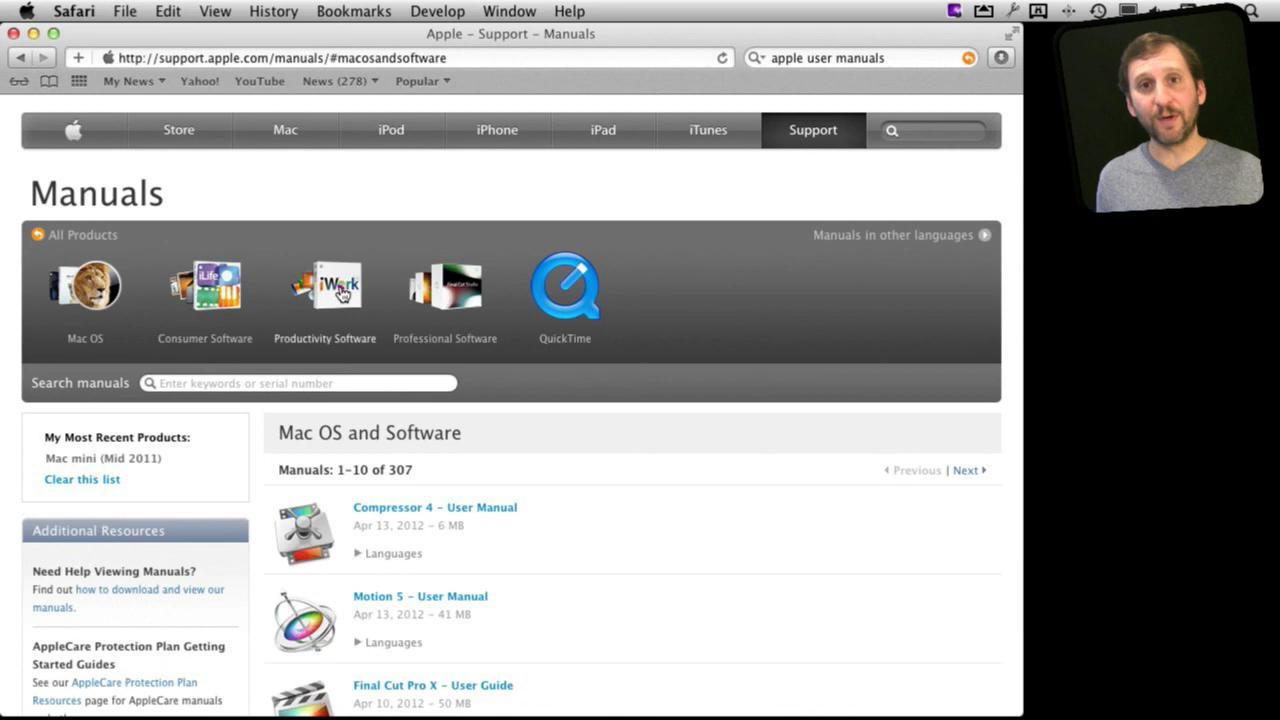 Safari File Edit View History Bookmarks Develop Window Help
Apple – Support – Manuals
http://support.apple.com/manuals/#macosandsoftware
apple user manuals
My News Yahoo! YouTube News (278) Popular
Store Mac iPod iPhone iPad iTunes Support
Manuals
All Products
Manuals in other languages
iLife iWork Final Cut Studio
Mac OS Consumer Software Productivity Software Professional Software QuickTime
Search manuals Enter keywords or serial number
My Most Recent Products:
Mac mini (Mid 2011)
Clear this list
Additional Resources
Need Help Viewing Manuals?
Find out how to download and view our
manuals.
AppleCare Protection Plan Getting
Started Guides
See our AppleCare Protection Plan
Resources page for AppleCare manuals
Mac OS and Software
Manuals: 1–10 of 307
Previous | Next
Compressor 4 – User Manual
Apr 13, 2012 – 6 MB
Languages
Motion 5 – User Manual
Apr 13, 2012 – 41 MB
Languages
Final Cut Pro X – User Guide
Apr 10, 2012 – 50 MB